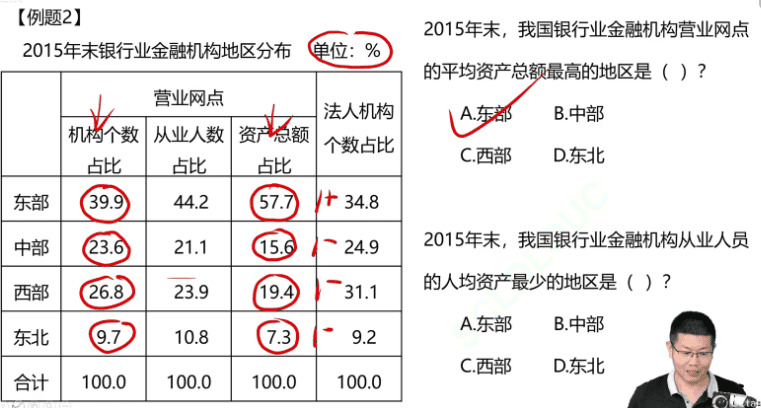 【例题2】
2015年末银行业金融机构地区分布 单位：%
营业网点
法人机构
个数占比
机构个数
占比
从业人数
占比
资产总额
占比
东部 39.9 44.2 57.7 1+ 34.8
中部 23.6 21.1 15.6 1- 24.9
西部 26.8 23.9 19.4 1- 31.1
东北 9.7 10.8 7.3 1- 9.2
合计 100.0 100.0 100.0 100.0
2015年末，我国银行业金融机构营业网点
的平均资产总额最高的地区是（ ）？
A.东部 B.中部
C.西部 D.东北
2015年末，我国银行业金融机构从业人员
的人均资产最少的地区是（ ）？
A.东部 B.中部
C.西部 D.东北